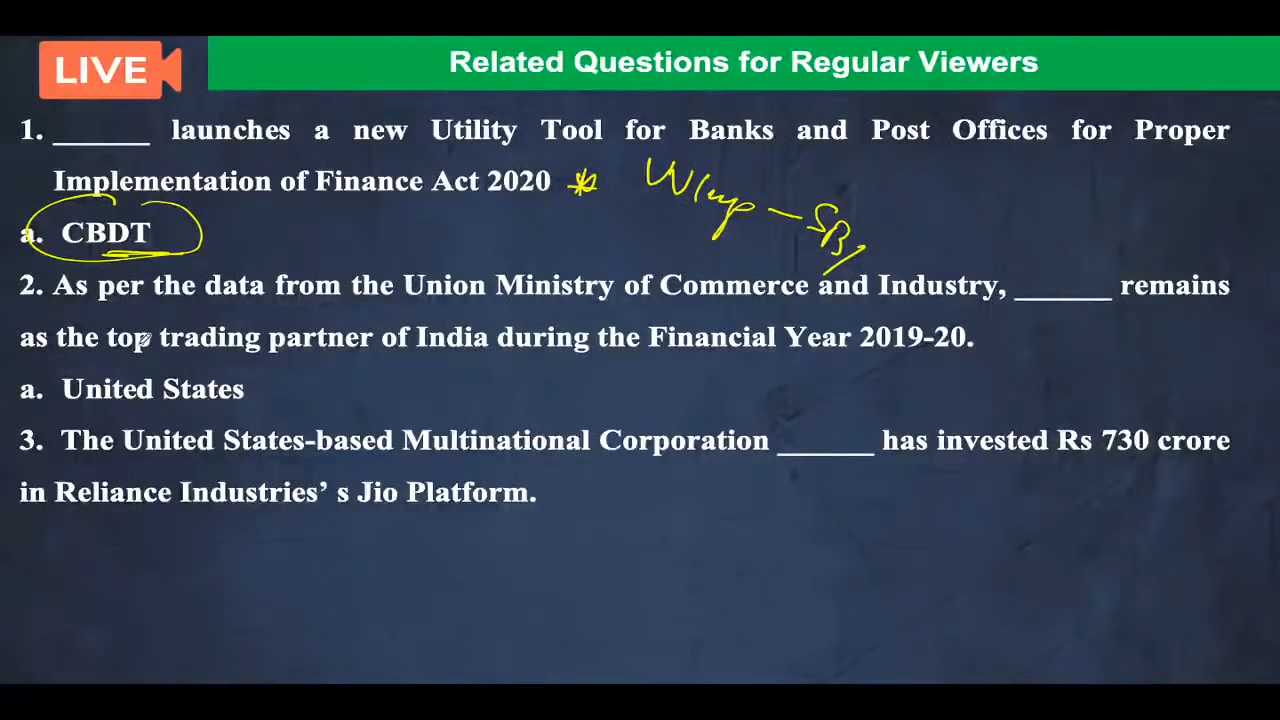 LIVE
Related Questions for Regular Viewers
1. ______ launches a new Utility Tool for Banks and Post Offices for Proper
Implementation of Finance Act 2020 *
a. CBDT
2. As per the data from the Union Ministry of Commerce and Industry, ______ remains
as the top trading partner of India during the Financial Year 2019-20.
a. United States
3. The United States-based Multinational Corporation ______ has invested Rs 730 crore
in Reliance Industries’ s Jio Platform.